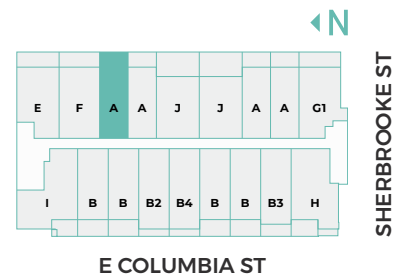 N
E F A A J J A A G1
I B B B2 B4 B B B3 H
SHERBROOKE ST
E COLUMBIA ST